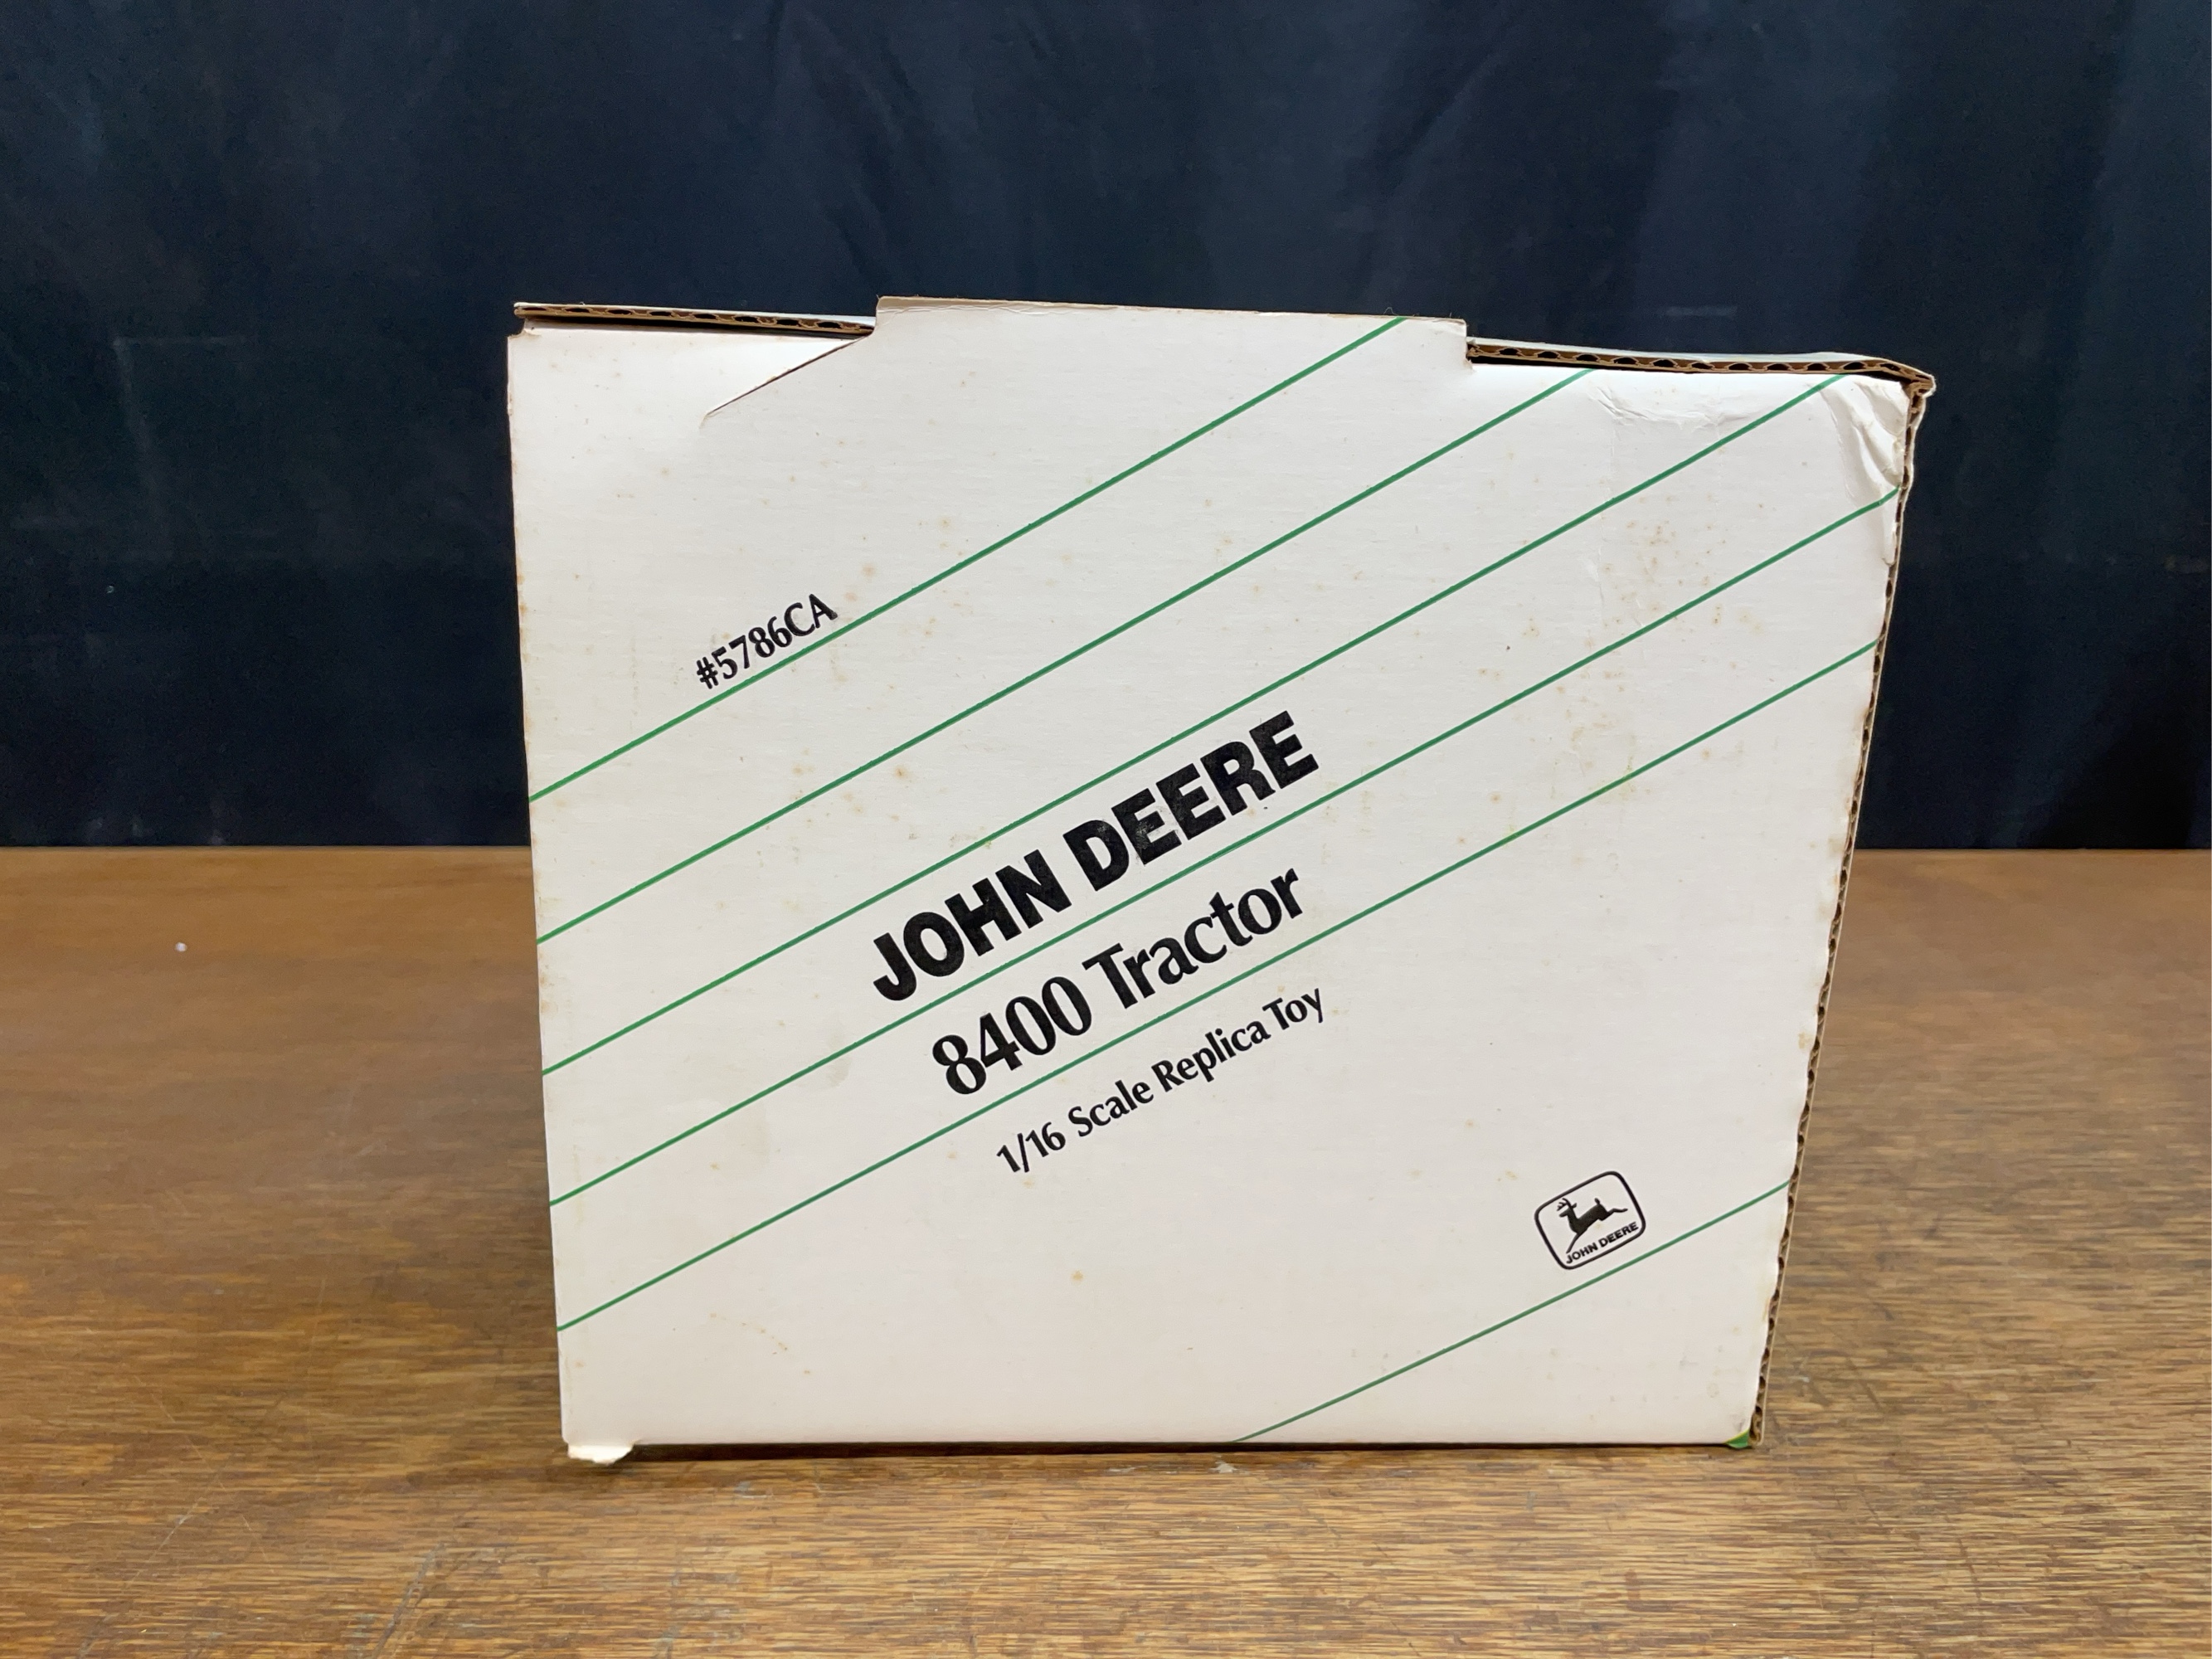 #5786CA
JOHN DEERE
8400 Tractor
1/16 Scale Replica Toy
JOHN DEERE